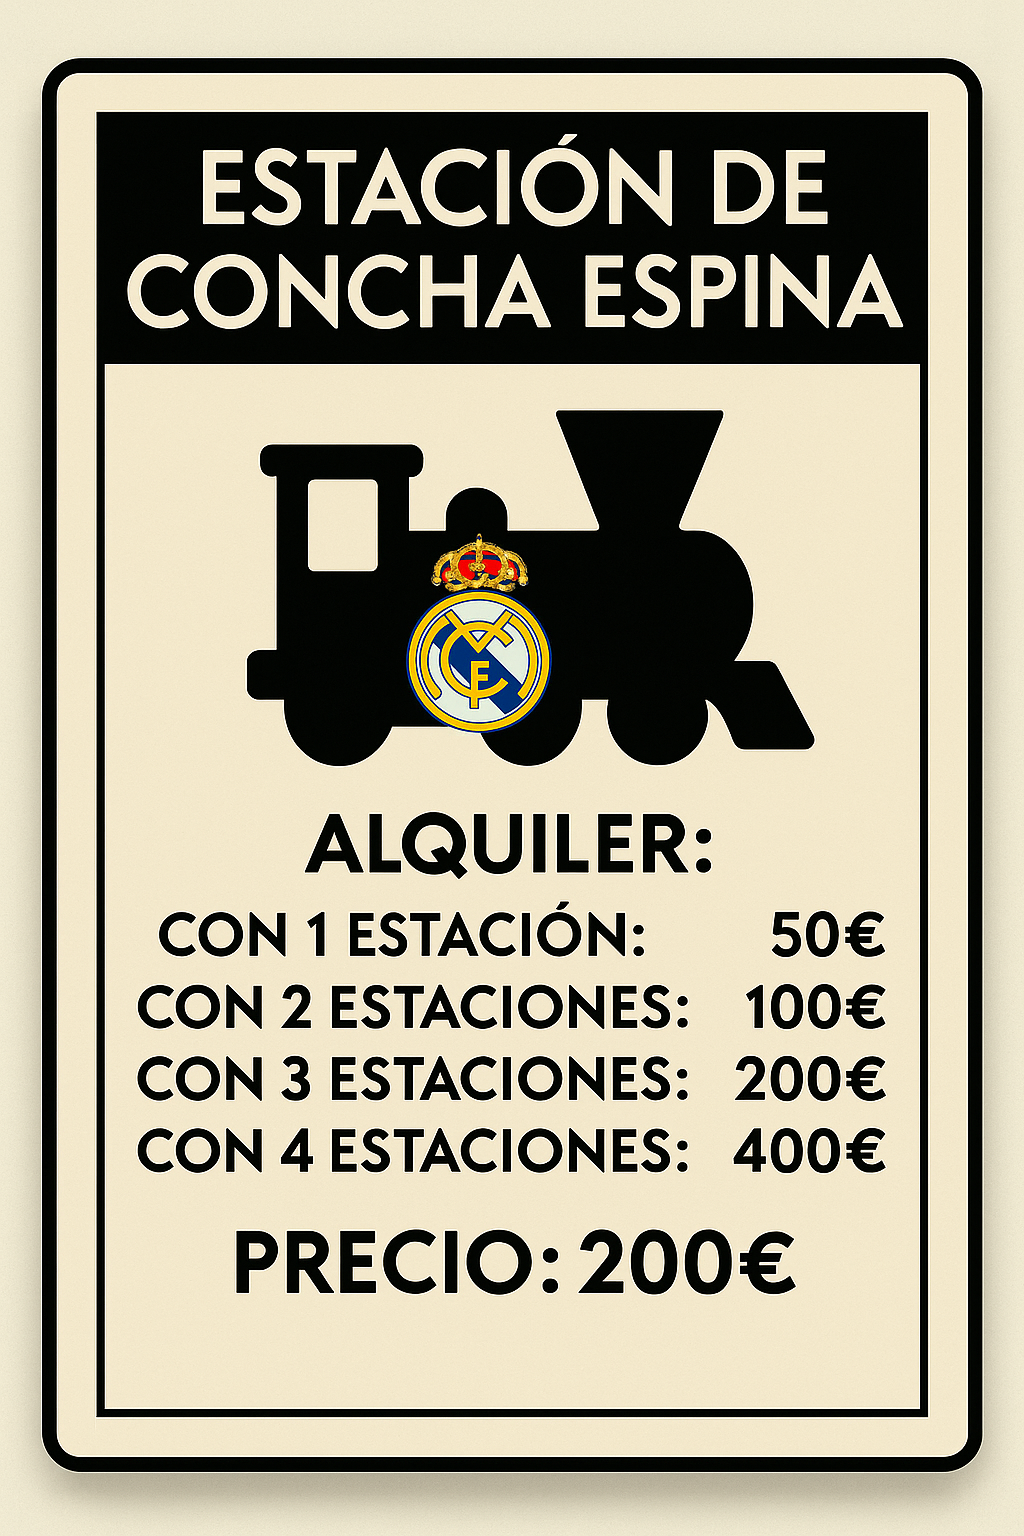 ESTACIÓN DE
CONCHA ESPINA
MCF
ALQUILER:
CON 1 ESTACIÓN: 50€
CON 2 ESTACIONES: 100€
CON 3 ESTACIONES: 200€
CON 4 ESTACIONES: 400€
PRECIO: 200€